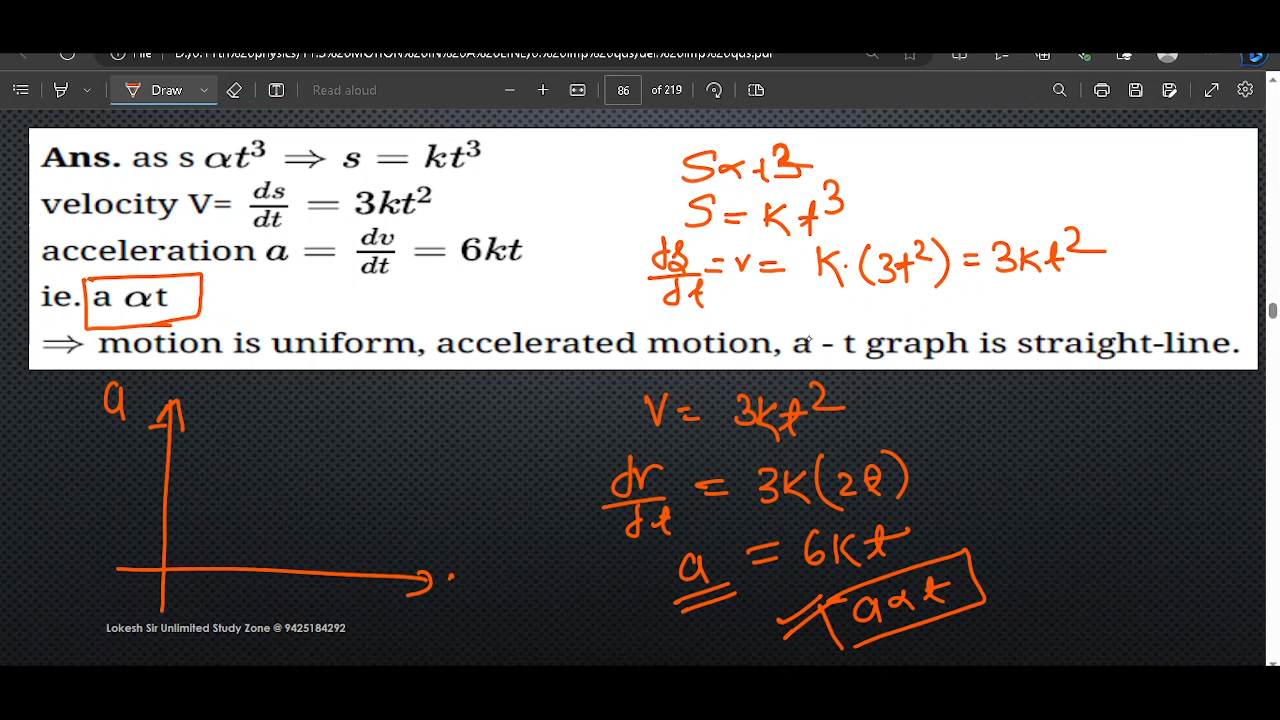 Draw
Read aloud
86 of 219
Ans. as s αt³ ⟹ s = kt³
velocity V= ds/dt = 3kt²
acceleration a = dv/dt = 6kt
ie. a αt
⟹ motion is uniform, accelerated motion, a - t graph is straight-line.
S α t³
S = Kt³
ds/dt = v = K·(3t²) = 3Kt²
a
V = 3Kt²
dv/dt = 3K(2t)
a = 6Kt
a α t
Lokesh Sir Unlimited Study Zone @ 9425184292